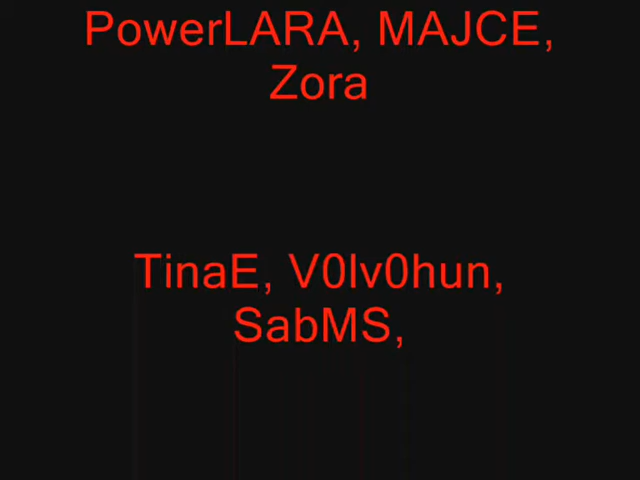 PowerLARA, MAJCE,
Zora
TinaE, V0lv0hun,
SabMS,